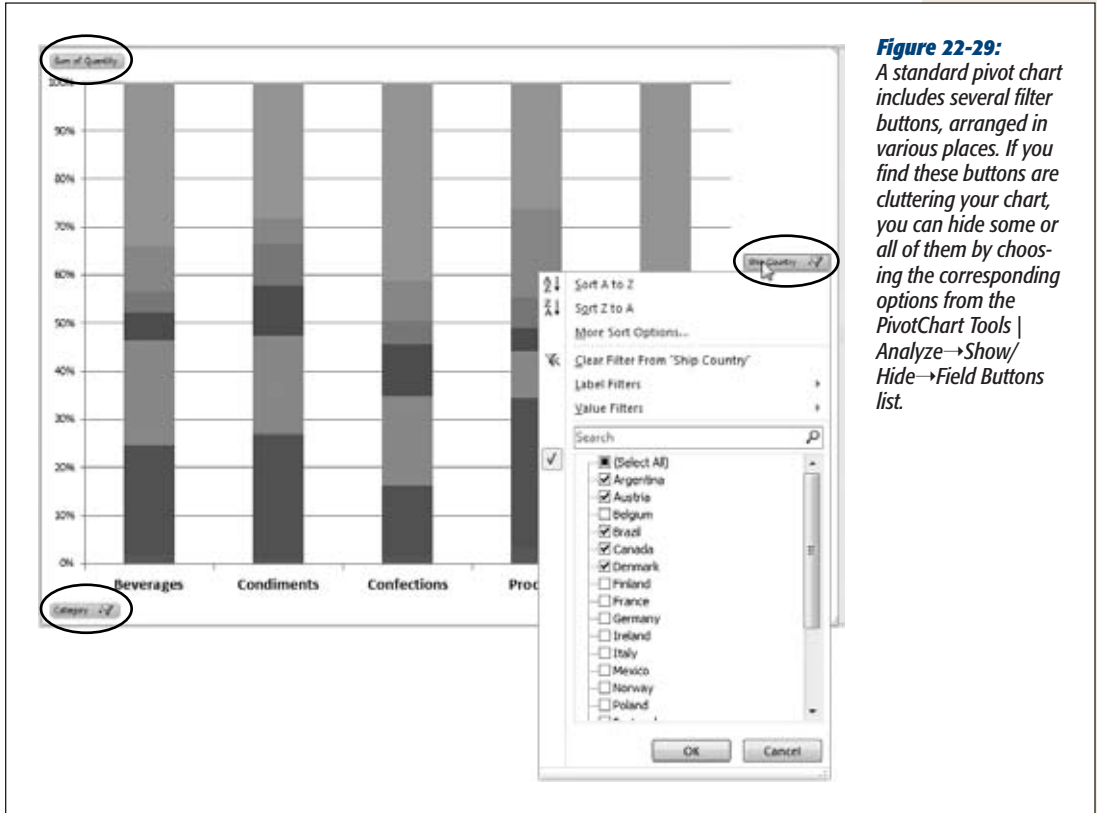 Sum of Quantity
100%
90%
80%
70%
60%
50%
40%
30%
20%
10%
0%
Beverages
Condiments
Confections
Proc
Category
Ship Country
Sort A to Z
Sort Z to A
More Sort Options...
Clear Filter From "Ship Country"
Label Filters
Value Filters
Search
(Select All)
Argentina
Austria
Belgium
Brazil
Canada
Denmark
Finland
France
Germany
Ireland
Italy
Mexico
Norway
Poland
OK Cancel
Figure 22-29:
A standard pivot chart
includes several filter
buttons, arranged in
various places. If you
find these buttons are
cluttering your chart,
you can hide some or
all of them by choos-
ing the corresponding
options from the
PivotChart Tools |
Analyze→Show/
Hide→Field Buttons
list.